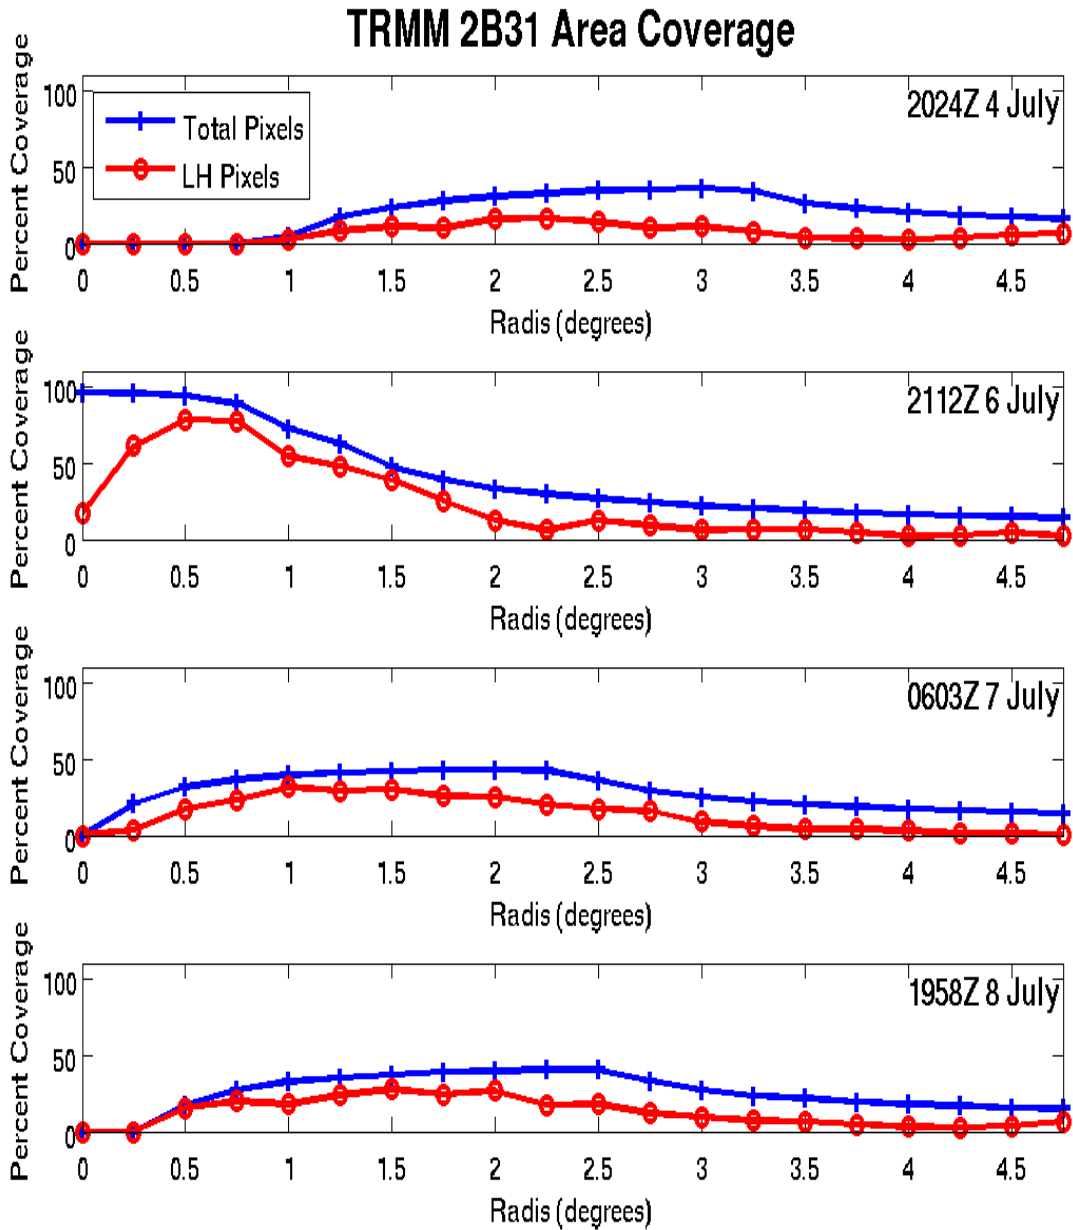 TRMM 2B31 Area Coverage
Percent Coverage
100
50
0
Total Pixels
LH Pixels
2024Z 4 July
0 0.5 1 1.5 2 2.5 3 3.5 4 4.5
Radis (degrees)
Percent Coverage
100
50
0
2112Z 6 July
0 0.5 1 1.5 2 2.5 3 3.5 4 4.5
Radis (degrees)
Percent Coverage
100
50
0
0603Z 7 July
0 0.5 1 1.5 2 2.5 3 3.5 4 4.5
Radis (degrees)
Percent Coverage
100
50
0
1958Z 8 July
0 0.5 1 1.5 2 2.5 3 3.5 4 4.5
Radis (degrees)